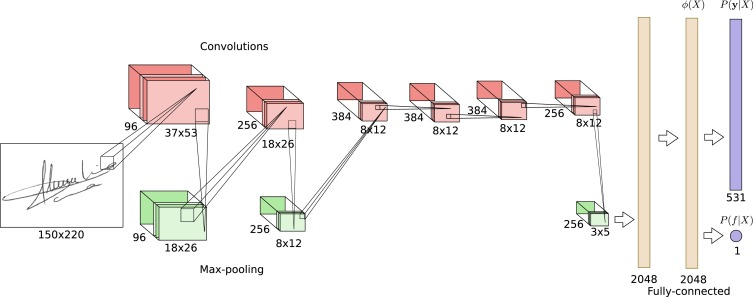 ϕ(X) P(y|X)
Convolutions
96
37x53
256
18x26
384
8x12
384
8x12
384
8x12
256
8x12
150x220
96
18x26
256
8x12
256
3x5
531
P(f|X)
1
Max-pooling
2048
2048
Fully-connected